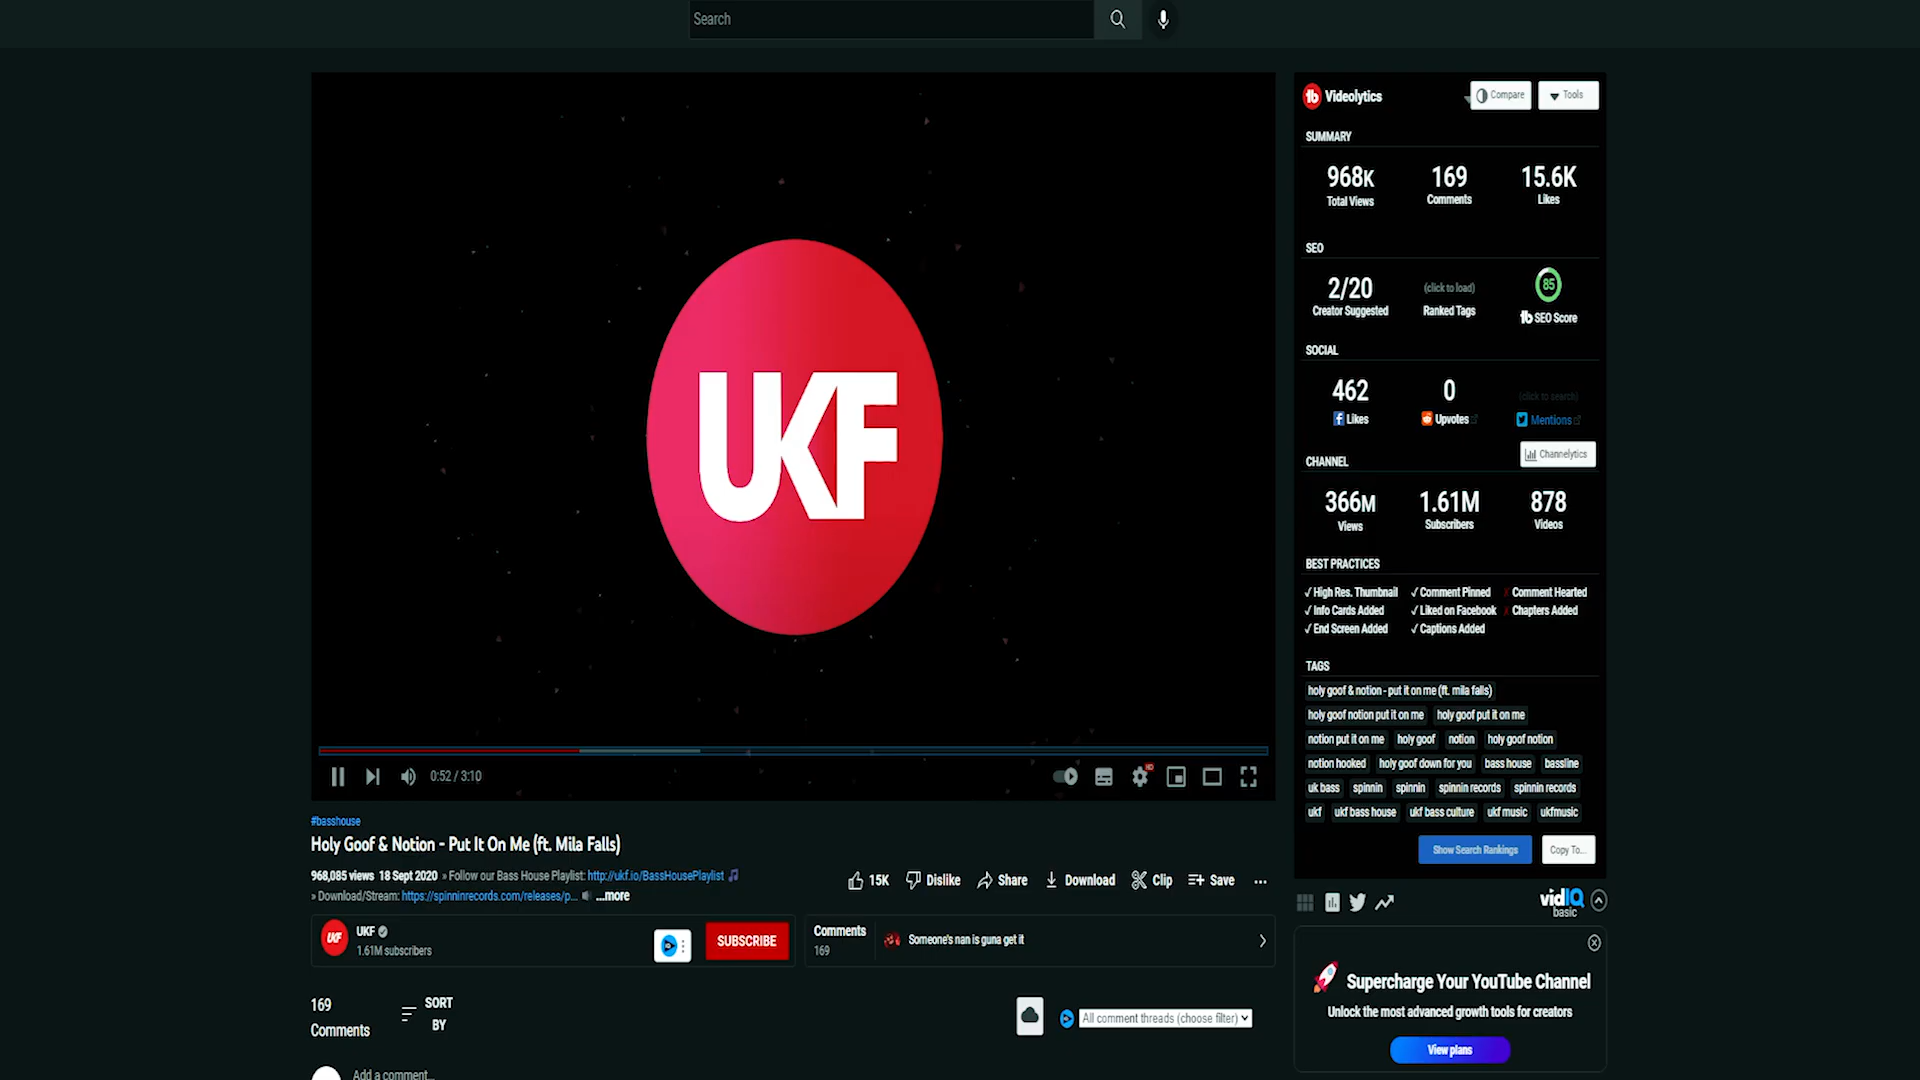 Search
Videolytics
Compare
Tools
SUMMARY
968K 169 15.6K
Total Views Comments Likes
SEO
2/20 (click to load) 85
Creator Suggested Ranked Tags SEO Score
SOCIAL
462 0 (click to search)
Likes Upvotes Mentions
CHANNEL Channelytics
366M 1.61M 878
Views Subscribers Videos
BEST PRACTICES
High Res. Thumbnail Comment Pinned Comment Hearted
Info Cards Added Liked on Facebook Chapters Added
End Screen Added Captions Added
TAGS
holy goof & notion - put it on me (ft. mila falls)
holy goof notion put it on me holy goof put it on me
notion put it on me holy goof notion holy goof notion
notion hooked holy goof down for you bass house bassline
uk bass spinnin spinnin spinnin records spinnin records
ukf ukf bass house ukf bass culture ukf music ukfmusic
Show Search Rankings Copy To...
vidIQ
basic
Supercharge Your YouTube Channel
Unlock the most advanced growth tools for creators
View plans
UKF
0:52 / 3:10
HD
#basshouse
Holy Goof & Notion - Put It On Me (ft. Mila Falls)
968,085 views 18 Sept 2020 » Follow our Bass House Playlist: http://ukf.io/BassHousePlaylist
» Download/Stream: https://spinninrecords.com/releases/p... ...more
15K Dislike Share Download Clip Save ...
UKF
UKF
1.61M subscribers
SUBSCRIBE
Comments
169
Someone's nan is guna get it
169
Comments
SORT
BY
All comment threads (choose filter)
Add a comment...